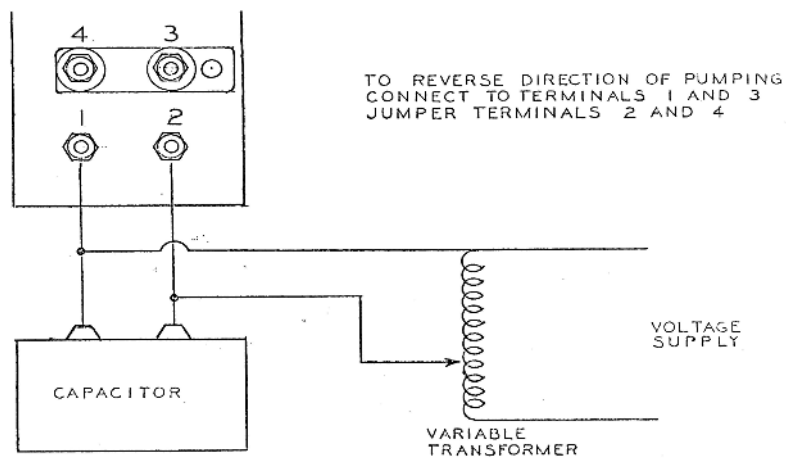 4 3
TO REVERSE DIRECTION OF PUMPING
CONNECT TO TERMINALS 1 AND 3
JUMPER TERMINALS 2 AND 4
1 2
VOLTAGE
SUPPLY
CAPACITOR
VARIABLE
TRANSFORMER